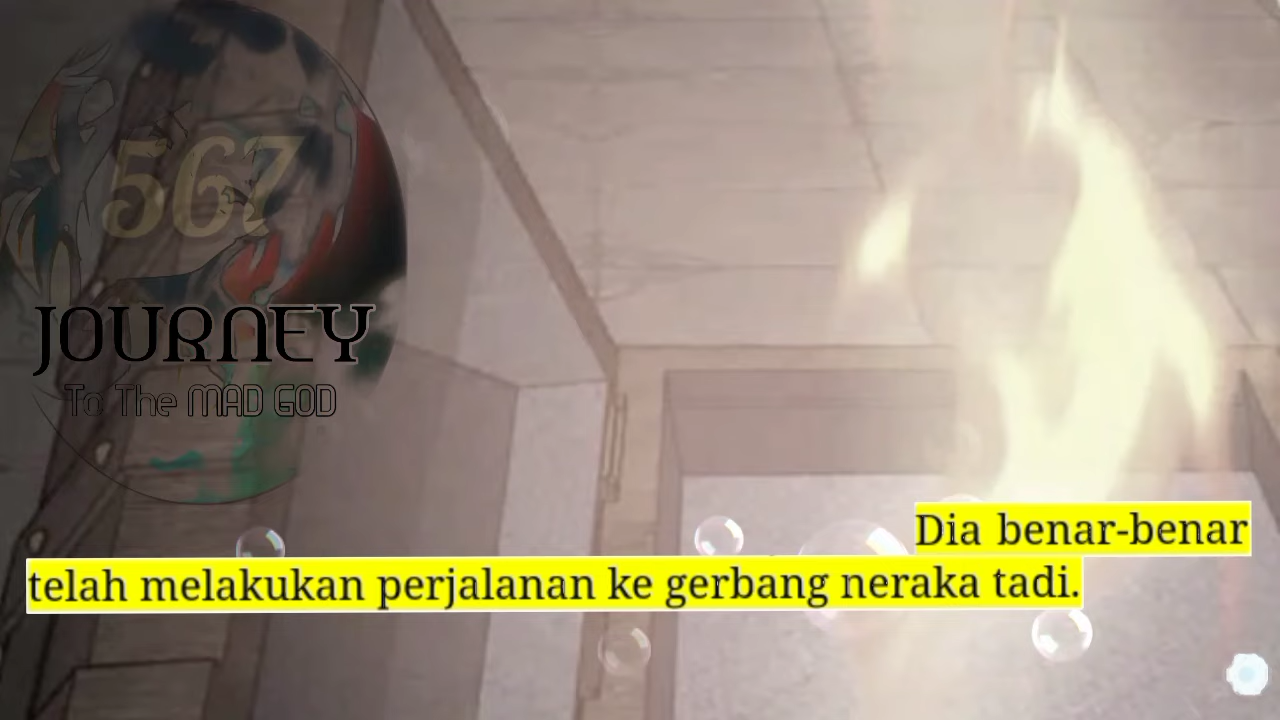 567
JOURNEY
To The MAD GOD
Dia benar-benar
telah melakukan perjalanan ke gerbang neraka tadi.